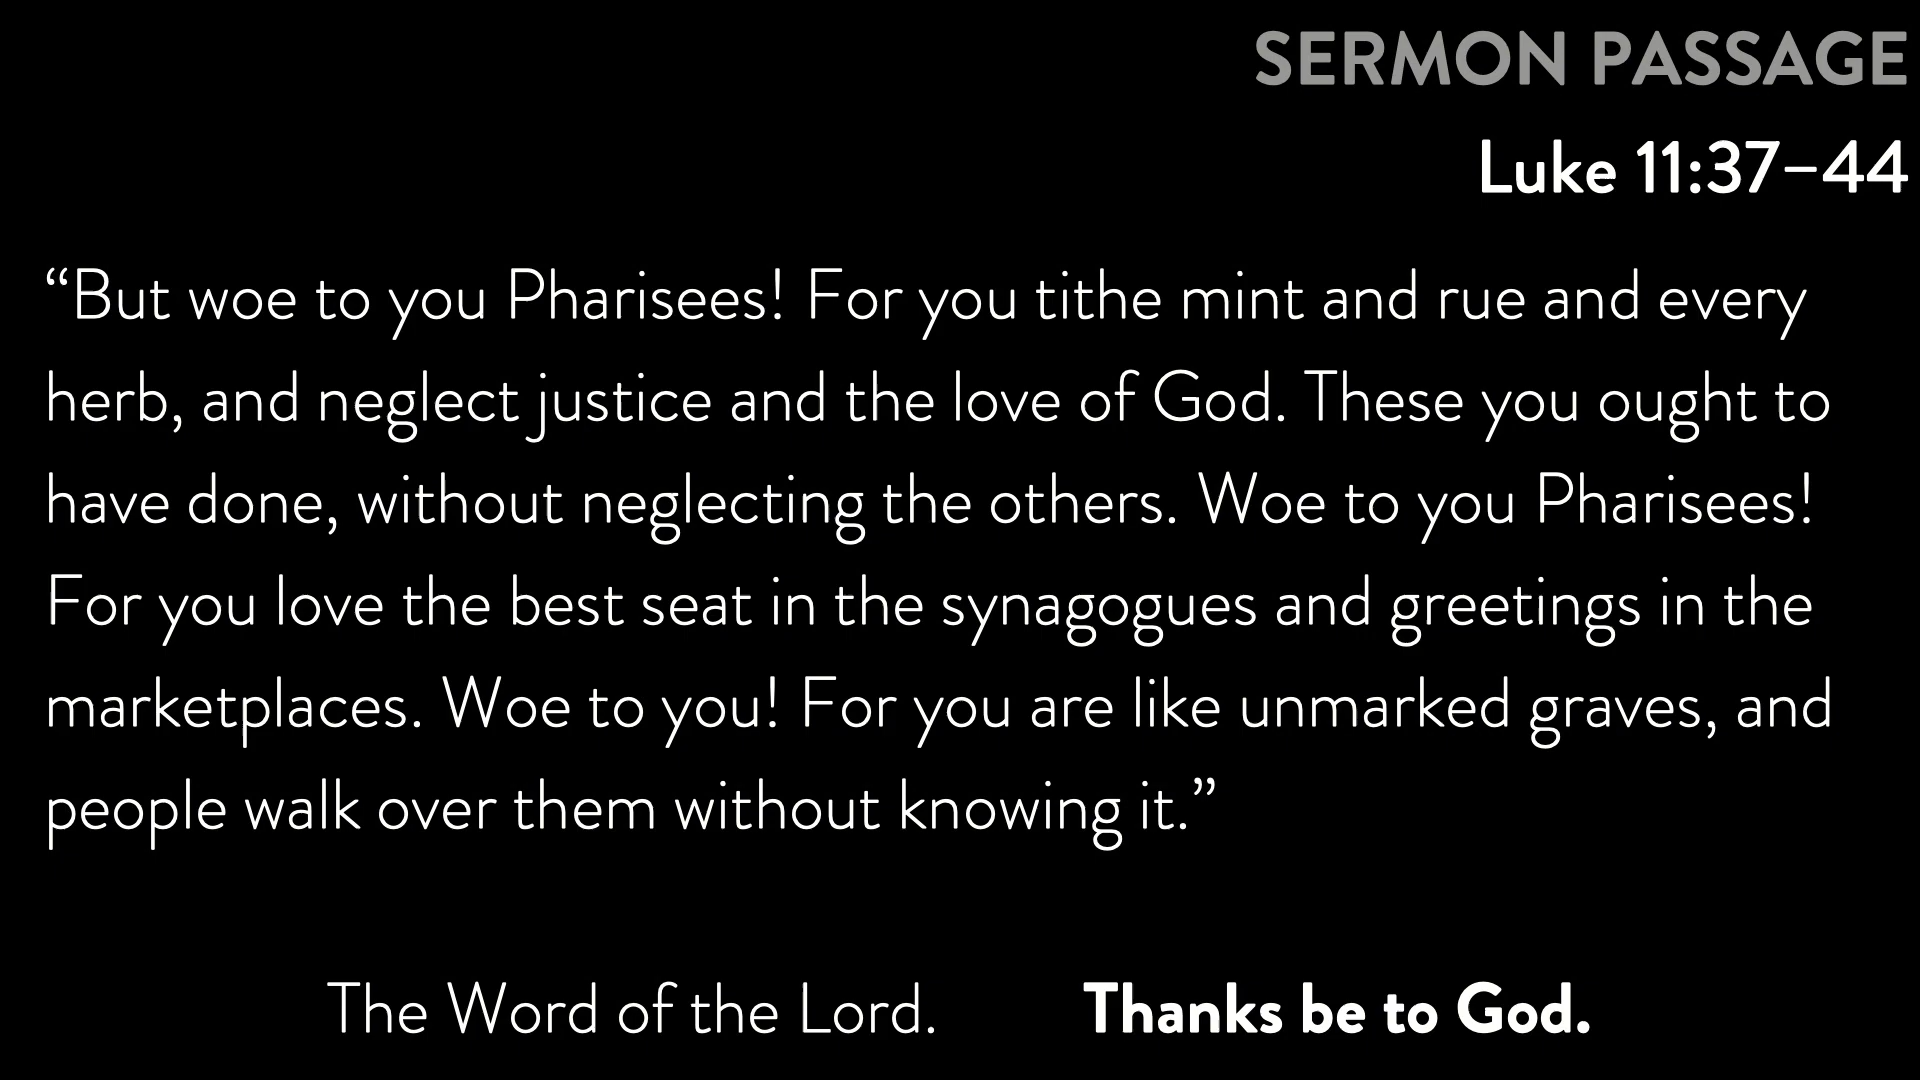 SERMON PASSAGE
Luke 11:37–44
“But woe to you Pharisees! For you tithe mint and rue and every
herb, and neglect justice and the love of God. These you ought to
have done, without neglecting the others. Woe to you Pharisees!
For you love the best seat in the synagogues and greetings in the
marketplaces. Woe to you! For you are like unmarked graves, and
people walk over them without knowing it.”
The Word of the Lord. Thanks be to God.